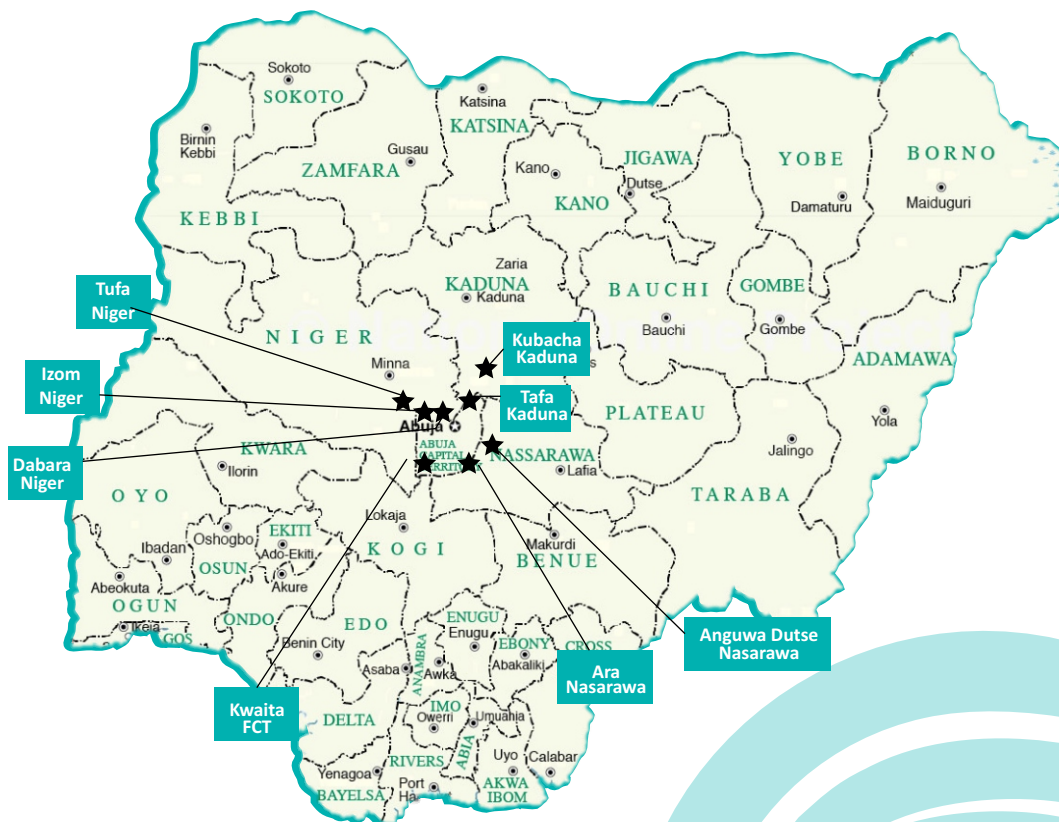 Sokoto
SOKOTO
Katsina
KATSINA
Birnin
Kebbi
Gusau
ZAMFARA
Kano
KANO
JIGAWA
Dutse
YOBE
Damaturu
BORNO
Maiduguri
KEBBI
Zaria
KADUNA
Kaduna
BAUCHI
Bauchi
GOMBE
Gombe
ADAMAWA
Yola
Tufa
Niger
NIGER
Minna
Kubacha
Kaduna
Izom
Niger
Tafa
Kaduna
PLATEAU
Abuja
ABUJA
CAPITAL
NASSARAWA
Lafia
Jalingo
TARABA
Dabara
Niger
KWARA
Ilorin
OYO
Lokaja
KOGI
Makurdi
BENUE
Oshogbo
EKITI
Ado-Ekiti
Ibadan
OSUN
Akure
Abeokuta
OGUN
Ikeja
GOS
ONDO
EDO
Benin City
ENUGU
Enugu
EBONY
Abakaliki
CROSS
Anguwa Dutse
Nasarawa
Ara
Nasarawa
Asaba
ANAMBRA
Awka
Kwaita
FCT
DELTA
IMO
Owerri
Umuahia
ABIA
RIVERS
Uyo
Calabar
Yenagoa
BAYELSA
Port
Ha
AKWA
IBOM